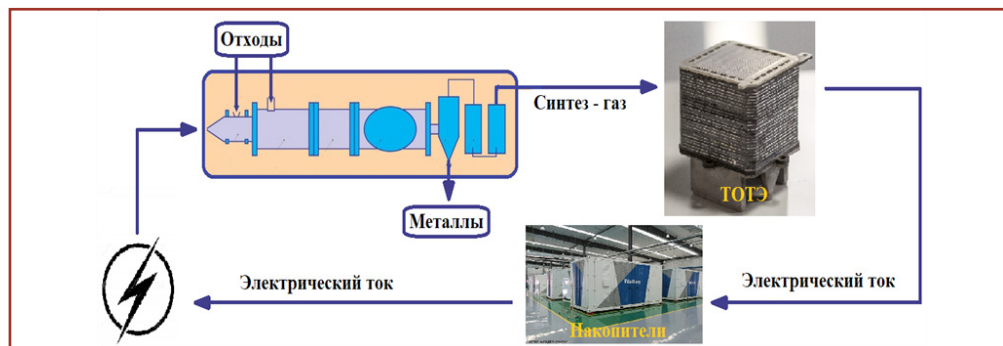 Отходы
Синтез - газ
ТОТЭ
Металлы
Электрический ток
Накопители
Электрический ток